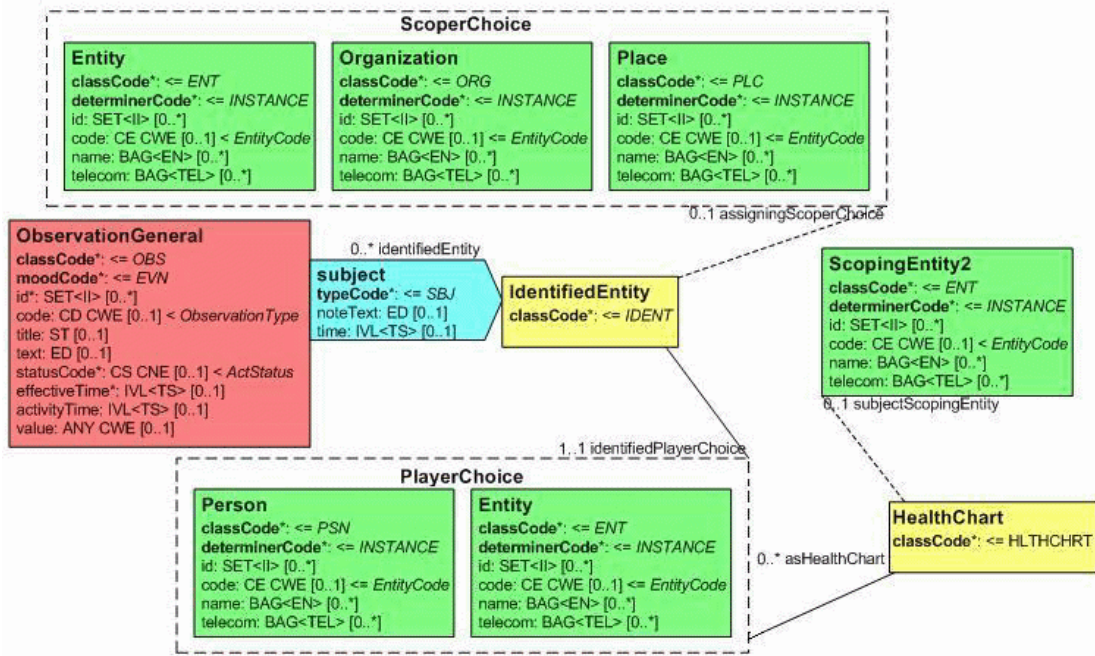 ScoperChoice
Entity
classCode*: <= ENT
determinerCode*: <= INSTANCE
id: SET<II> [0..*]
code: CE CWE [0..1] < EntityCode
name: BAG<EN> [0..*]
telecom: BAG<TEL> [0..*]
Organization
classCode*: <= ORG
determinerCode*: <= INSTANCE
id: SET<II> [0..*]
code: CE CWE [0..1] <= EntityCode
name: BAG<EN> [0..*]
telecom: BAG<TEL> [0..*]
Place
classCode*: <= PLC
determinerCode*: <= INSTANCE
id: SET<II> [0..*]
code: CE CWE [0..1] <= EntityCode
name: BAG<EN> [0..*]
telecom: BAG<TEL> [0..*]
0..1 assigningScoperChoice
ObservationGeneral
classCode*: <= OBS
moodCode*: <= EVN
id*: SET<II> [0..*]
code: CD CWE [0..1] < ObservationType
title: ST [0..1]
text: ED [0..1]
statusCode*: CS CNE [0..1] < ActStatus
effectiveTime*: IVL<TS> [0..1]
activityTime: IVL<TS> [0..1]
value: ANY CWE [0..1]
0..* identifiedEntity
subject
typeCode*: <= SBJ
noteText: ED [0..1]
time: IVL<TS> [0..1]
IdentifiedEntity
classCode*: <= IDENT
ScopingEntity2
classCode*: <= ENT
determinerCode*: <= INSTANCE
id: SET<II> [0..*]
code: CE CWE [0..1] < EntityCode
name: BAG<EN> [0..*]
telecom: BAG<TEL> [0..*]
0..1 subjectScopingEntity
1..1 identifiedPlayerChoice
PlayerChoice
Person
classCode*: <= PSN
determinerCode*: <= INSTANCE
id: SET<II> [0..*]
code: CE CWE [0..1] <= EntityCode
name: BAG<EN> [0..*]
telecom: BAG<TEL> [0..*]
Entity
classCode*: <= ENT
determinerCode*: <= INSTANCE
id: SET<II> [0..*]
code: CE CWE [0..1] <= EntityCode
name: BAG<EN> [0..*]
telecom: BAG<TEL> [0..*]
HealthChart
classCode*: <= HLTHCHRT
0..* asHealthChart